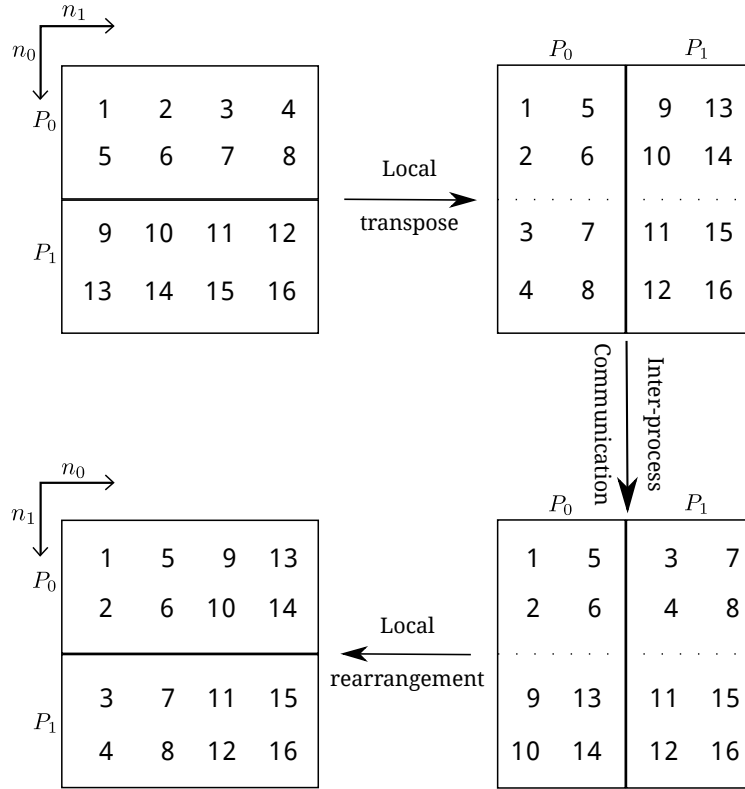 n₁
n₀
P₀
1 2 3 4
5 6 7 8
P₁
9 10 11 12
13 14 15 16
Local
transpose
P₀ P₁
1 5 9 13
2 6 10 14
3 7 11 15
4 8 12 16
Inter-process
Communication
n₀
n₁
P₀
1 5 9 13
2 6 10 14
P₁
3 7 11 15
4 8 12 16
Local
rearrangement
P₀ P₁
1 5 3 7
2 6 4 8
9 13 11 15
10 14 12 16